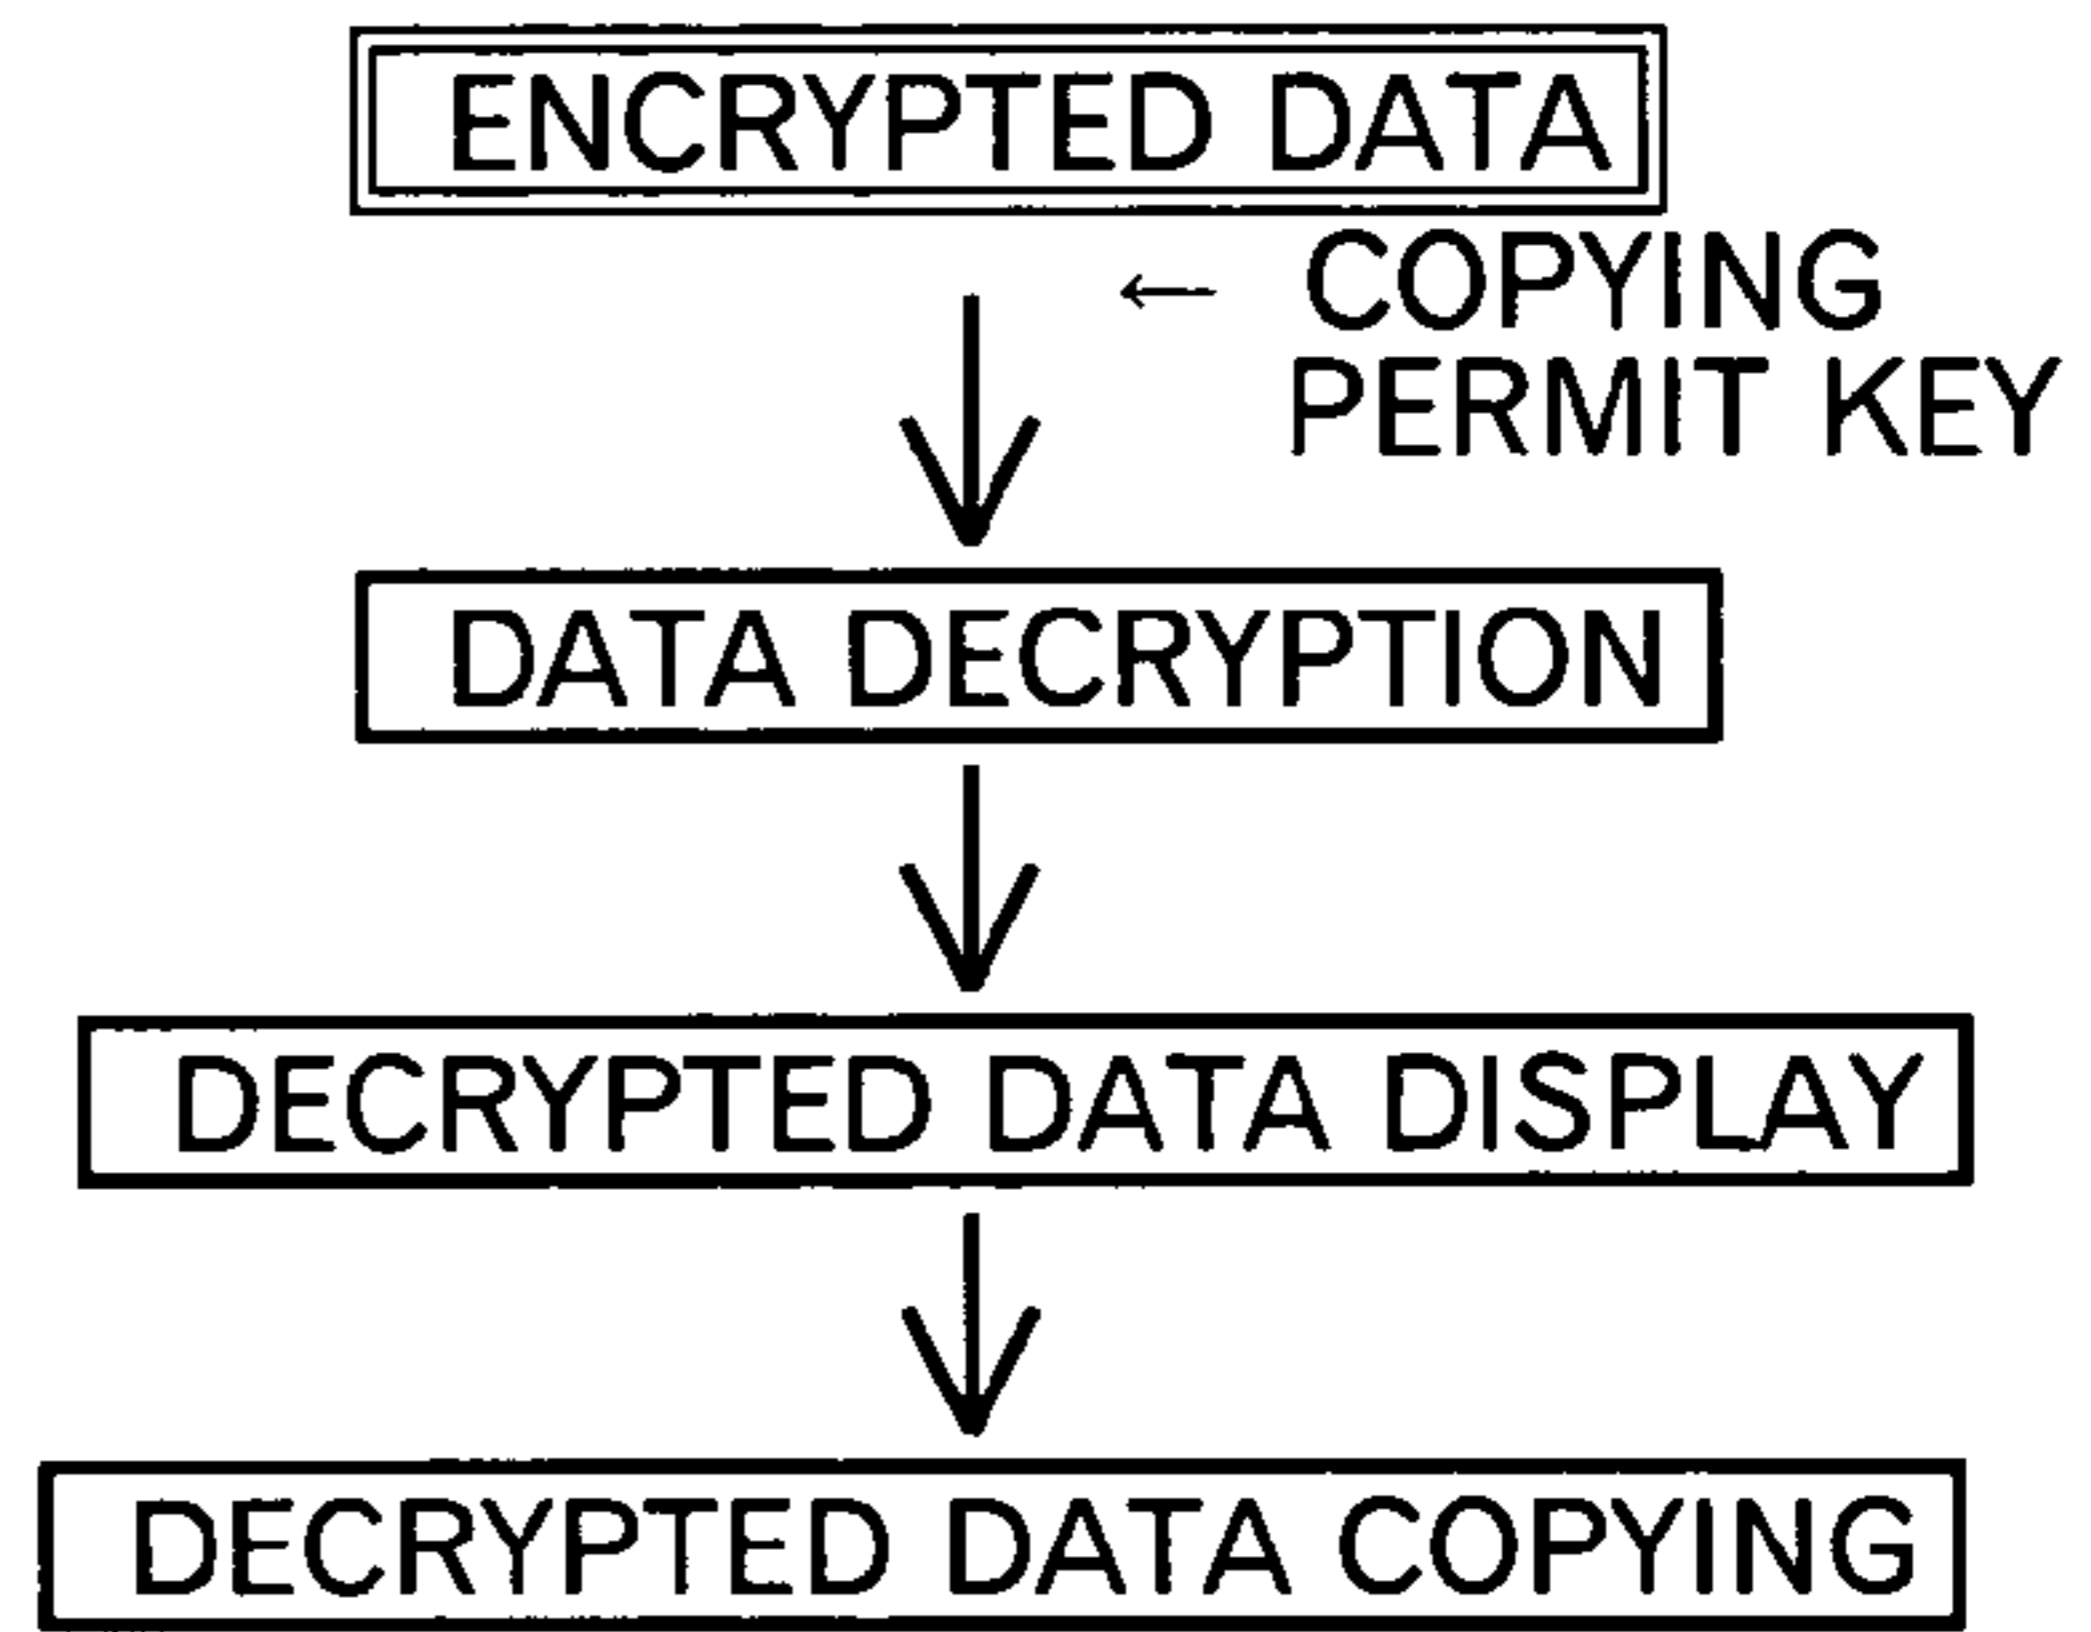 ENCRYPTED DATA
← COPYING
PERMIT KEY
DATA DECRYPTION
DECRYPTED DATA DISPLAY
DECRYPTED DATA COPYING